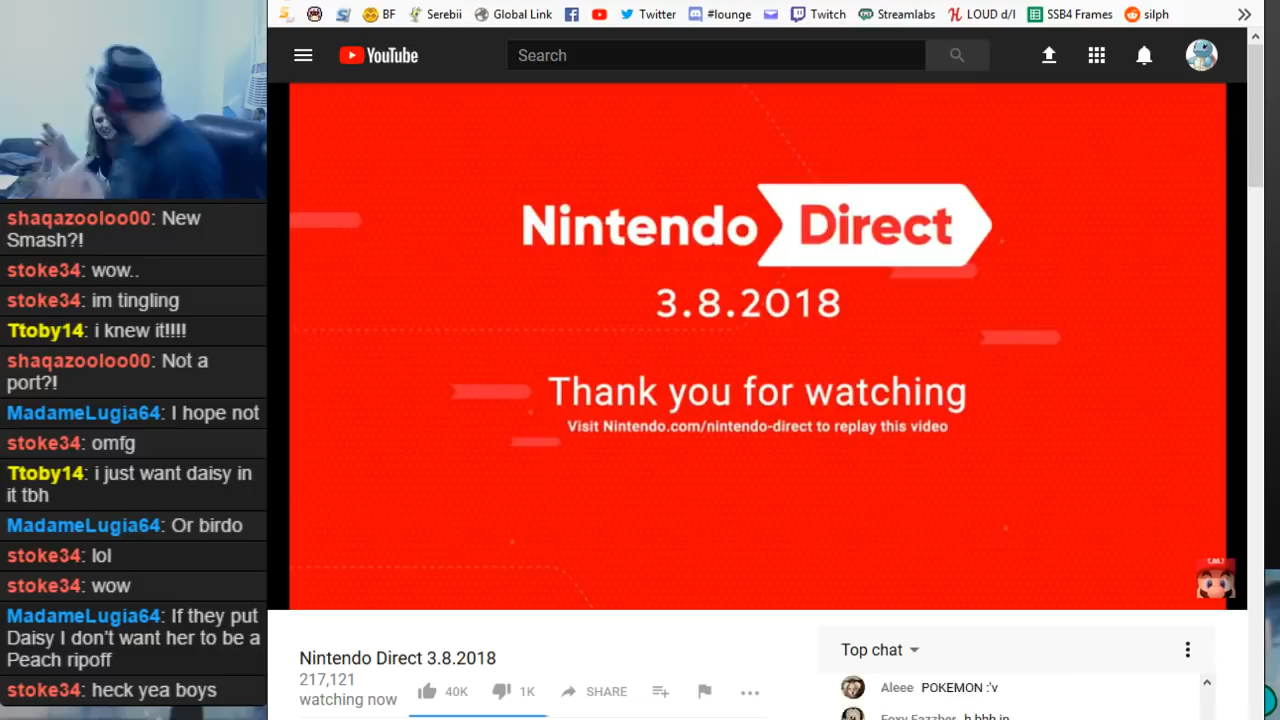 BF Serebii Global Link Twitter #lounge Twitch Streamlabs LOUD d/l SSB4 Frames silph
YouTube Search
Nintendo Direct
3.8.2018
Thank you for watching
Visit Nintendo.com/nintendo-direct to replay this video
shaqazooloo00: New
Smash?!
stoke34: wow..
stoke34: im tingling
Ttoby14: i knew it!!!!
shaqazooloo00: Not a
port?!
MadameLugia64: I hope not
stoke34: omfg
Ttoby14: i just want daisy in
it tbh
MadameLugia64: Or birdo
stoke34: lol
stoke34: wow
MadameLugia64: If they put
Daisy I don't want her to be a
Peach ripoff
stoke34: heck yea boys
Nintendo Direct 3.8.2018
217,121
watching now
40K 1K SHARE
Top chat
Aleee POKEMON :'v
Foxy Fazzber h hhh in